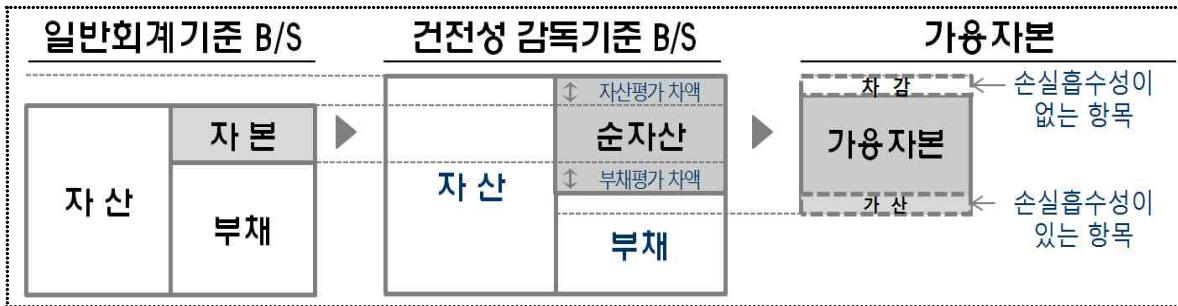 일반회계기준 B/S
건전성 감독기준 B/S
가용자본
자산
자본
부채
자산
자산평가 차액
순자산
부채평가 차액
부채
차감
가용자본
가산
손실흡수성이
없는 항목
손실흡수성이
있는 항목